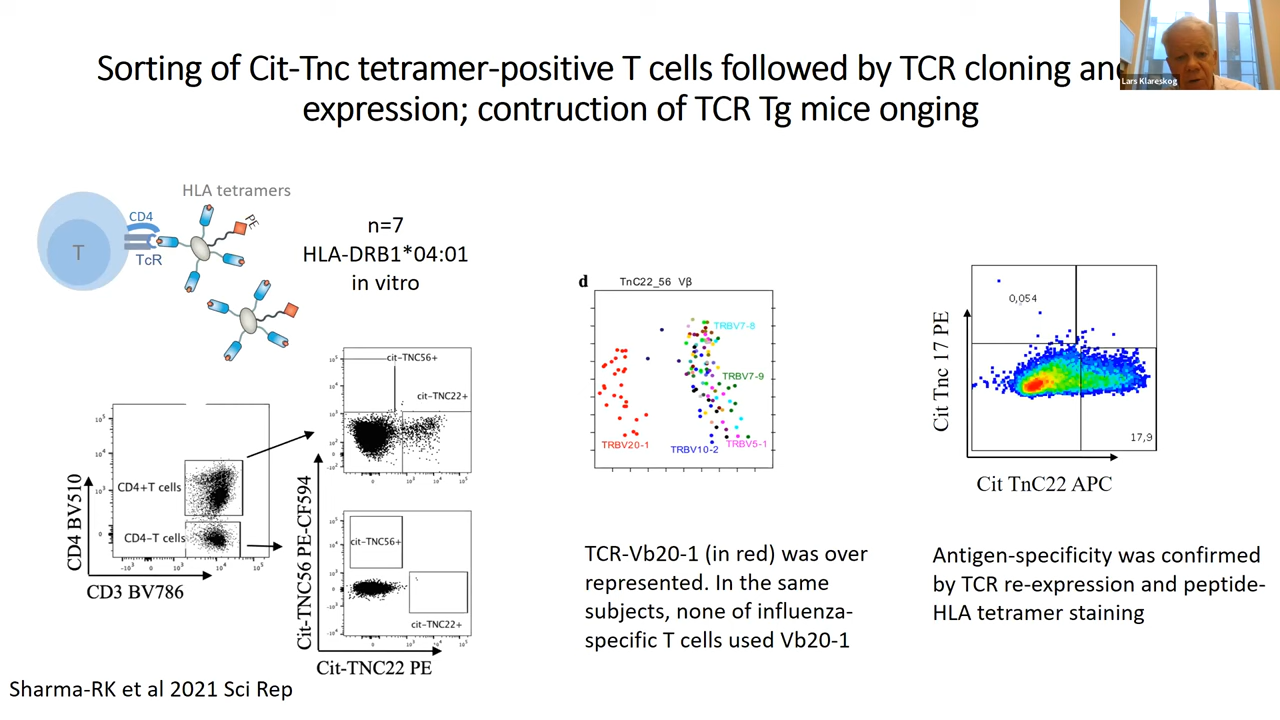 Sorting of Cit-Tnc tetramer-positive T cells followed by TCR cloning and
expression; contruction of TCR Tg mice onging
Lars Klareskog
HLA tetramers
CD4
PE
T
TcR
n=7
HLA-DRB1*04:01
in vitro
cit-TNC56+
cit-TNC22+
CD4+T cells
CD4-T cells
CD4 BV510
CD3 BV786
cit-TNC56+
cit-TNC22+
Cit-TNC56 PE-CF594
Cit-TNC22 PE
d
TnC22_56 Vβ
TRBV7-8
TRBV7-9
TRBV20-1
TRBV10-2
TRBV5-1
TCR-Vb20-1 (in red) was over
represented. In the same
subjects, none of influenza-
specific T cells used Vb20-1
0,054
17,9
Cit Tnc 17 PE
Cit TnC22 APC
Antigen-specificity was confirmed
by TCR re-expression and peptide-
HLA tetramer staining
Sharma-RK et al 2021 Sci Rep